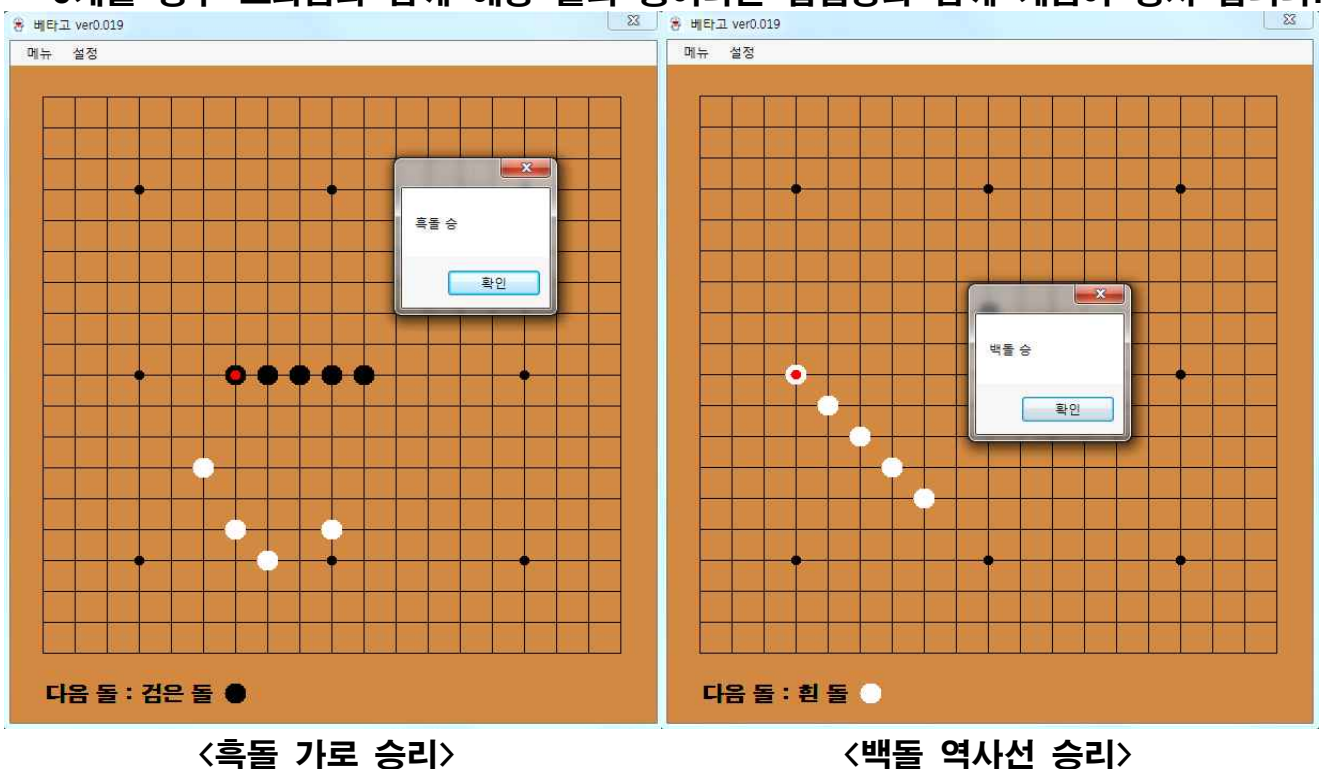 베타고 ver0.019
메뉴 설정
흑돌 승
확인
다음 돌 : 검은 돌
베타고 ver0.019
메뉴 설정
백돌 승
확인
다음 돌 : 흰 돌
<흑돌 가로 승리>
<백돌 역사선 승리>